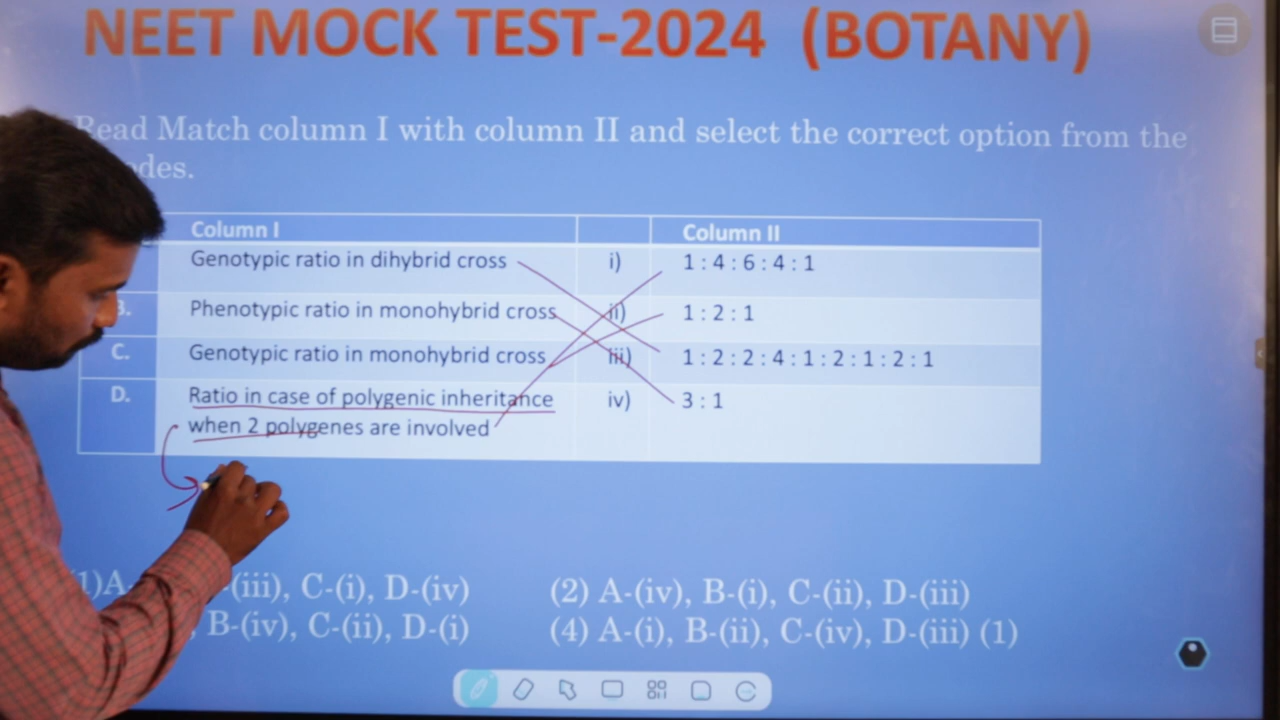 NEET MOCK TEST-2024 (BOTANY)
Read Match column I with column II and select the correct option from the
Column I Column II
Genotypic ratio in dihybrid cross i) 1 : 4 : 6 : 4 : 1
B. Phenotypic ratio in monohybrid cross ii) 1 : 2 : 1
C. Genotypic ratio in monohybrid cross iii) 1 : 2 : 2 : 4 : 1 : 2 : 1 : 2 : 1
D. Ratio in case of polygenic inheritance iv) 3 : 1
when 2 polygenes are involved
(iii), C-(i), D-(iv) (2) A-(iv), B-(i), C-(ii), D-(iii)
B-(iv), C-(ii), D-(i) (4) A-(i), B-(ii), C-(iv), D-(iii) (1)